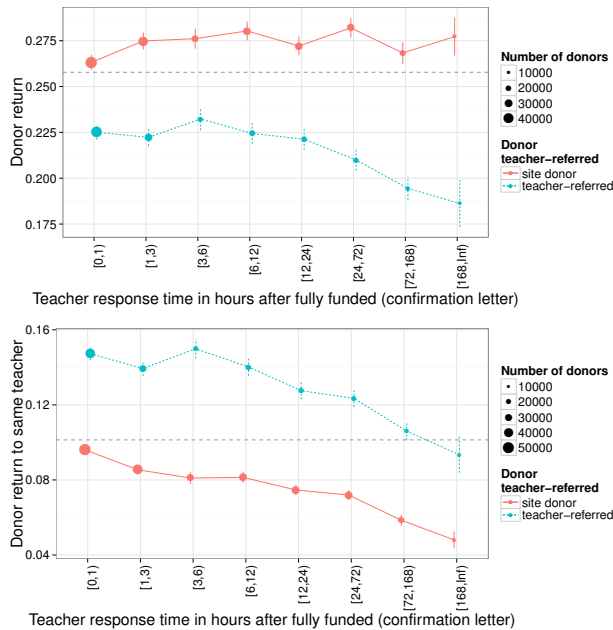 Donor return
0.275
0.250
0.225
0.200
0.175
[0,1)
[1,3)
[3,6)
[6,12)
[12,24)
[24,72)
[72,168)
[168,Inf)
Teacher response time in hours after fully funded (confirmation letter)
Number of donors
10000
20000
30000
40000
Donor
teacher-referred
site donor
teacher-referred
Donor return to same teacher
0.16
0.12
0.08
0.04
[0,1)
[1,3)
[3,6)
[6,12)
[12,24)
[24,72)
[72,168)
[168,Inf)
Teacher response time in hours after fully funded (confirmation letter)
Number of donors
10000
20000
30000
40000
50000
Donor
teacher-referred
site donor
teacher-referred